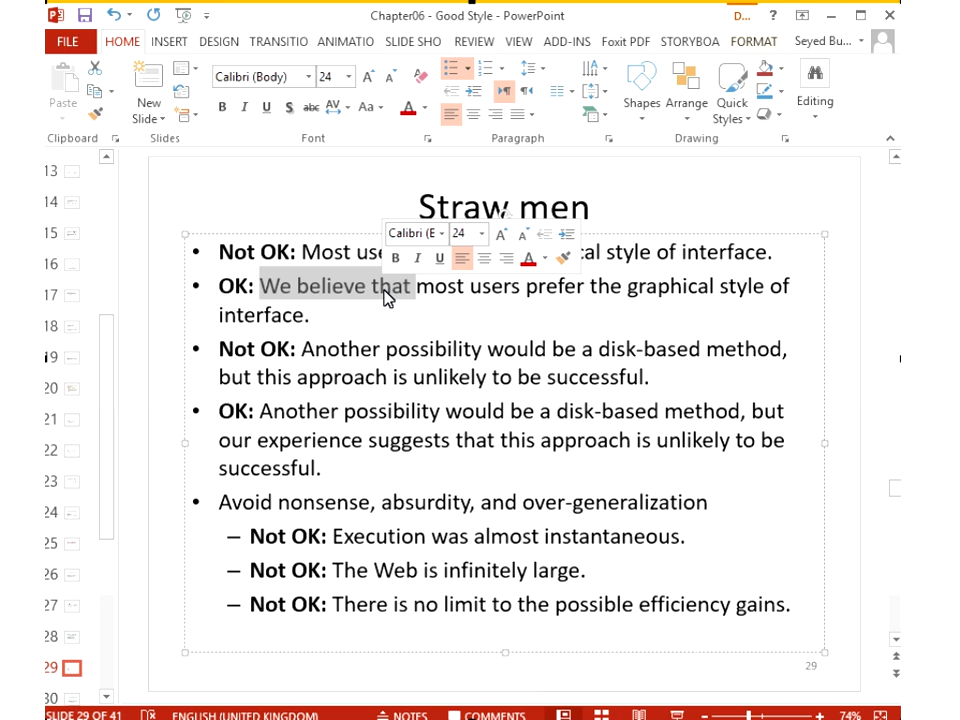 Chapter06 - Good Style - PowerPoint
D... ?
FILE HOME INSERT DESIGN TRANSITIO ANIMATIO SLIDE SHO REVIEW VIEW ADD-INS Foxit PDF STORYBOA FORMAT Seyed Bu...
Calibri (Body) 24
Paste New Slide Shapes Arrange Quick Styles Editing
B I U S abc AV Aa A
Clipboard Slides Font Paragraph Drawing
13
14
15
16
17
18
19
20
21
22
23
24
25
26
27
28
29
30
Straw men
Calibri (E 24
B I U A
• Not OK: Most use cal style of interface.
• OK: We believe that most users prefer the graphical style of
interface.
• Not OK: Another possibility would be a disk-based method,
but this approach is unlikely to be successful.
• OK: Another possibility would be a disk-based method, but
our experience suggests that this approach is unlikely to be
successful.
• Avoid nonsense, absurdity, and over-generalization
– Not OK: Execution was almost instantaneous.
– Not OK: The Web is infinitely large.
– Not OK: There is no limit to the possible efficiency gains.
29
SLIDE 29 OF 41 ENGLISH (UNITED KINGDOM) NOTES COMMENTS 74%